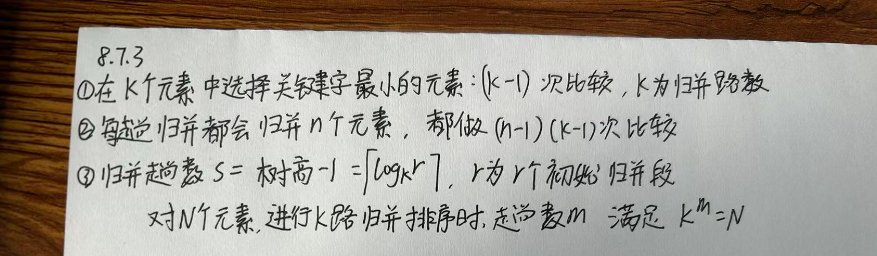 8.7.3
①在K个元素中选择关键字最小的元素:(K-1)次比较,K为归并路数
②每趟归并都会归并n个元素,都做(n-1)(K-1)次比较
③归并趟数S=树高-1=⌈logₖr⌉,r为r个初始归并段
对N个元素,进行K路归并排序时,趟数m 满足 Kᵐ=N